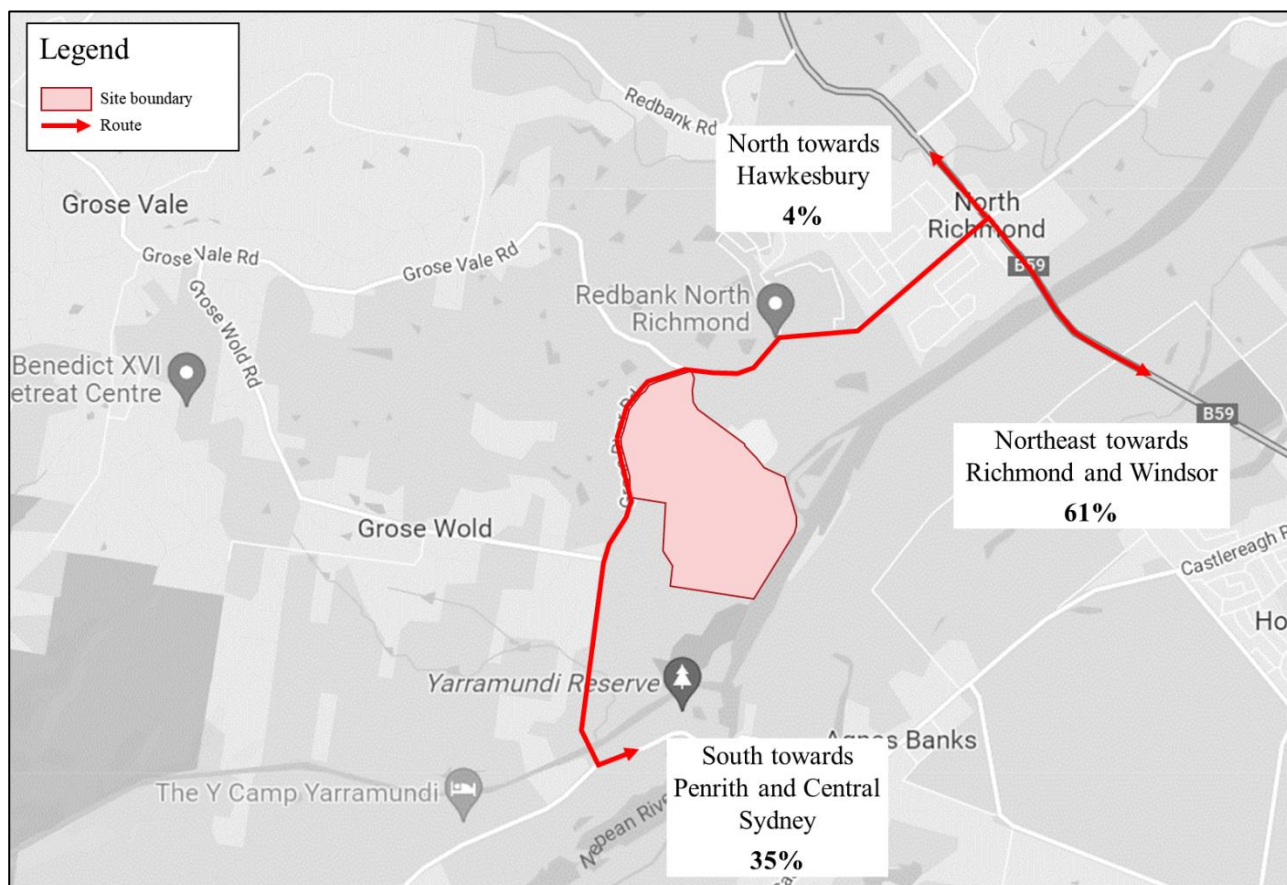 Legend
Site boundary
Route
Redbank Rd
North towards
Hawkesbury
4%
North
Richmond
B59
Grose Vale
Grose Vale Rd
Grose Vale Rd
Grose Wold Rd
Redbank North
Richmond
Benedict XVI
etreat Centre
B59
Northeast towards
Richmond and Windsor
61%
Grose Wold
Castlereagh R
Ho
Yarramundi Reserve
Agnes Banks
South towards
Penrith and Central
Sydney
35%
The Y Camp Yarramundi
pean River